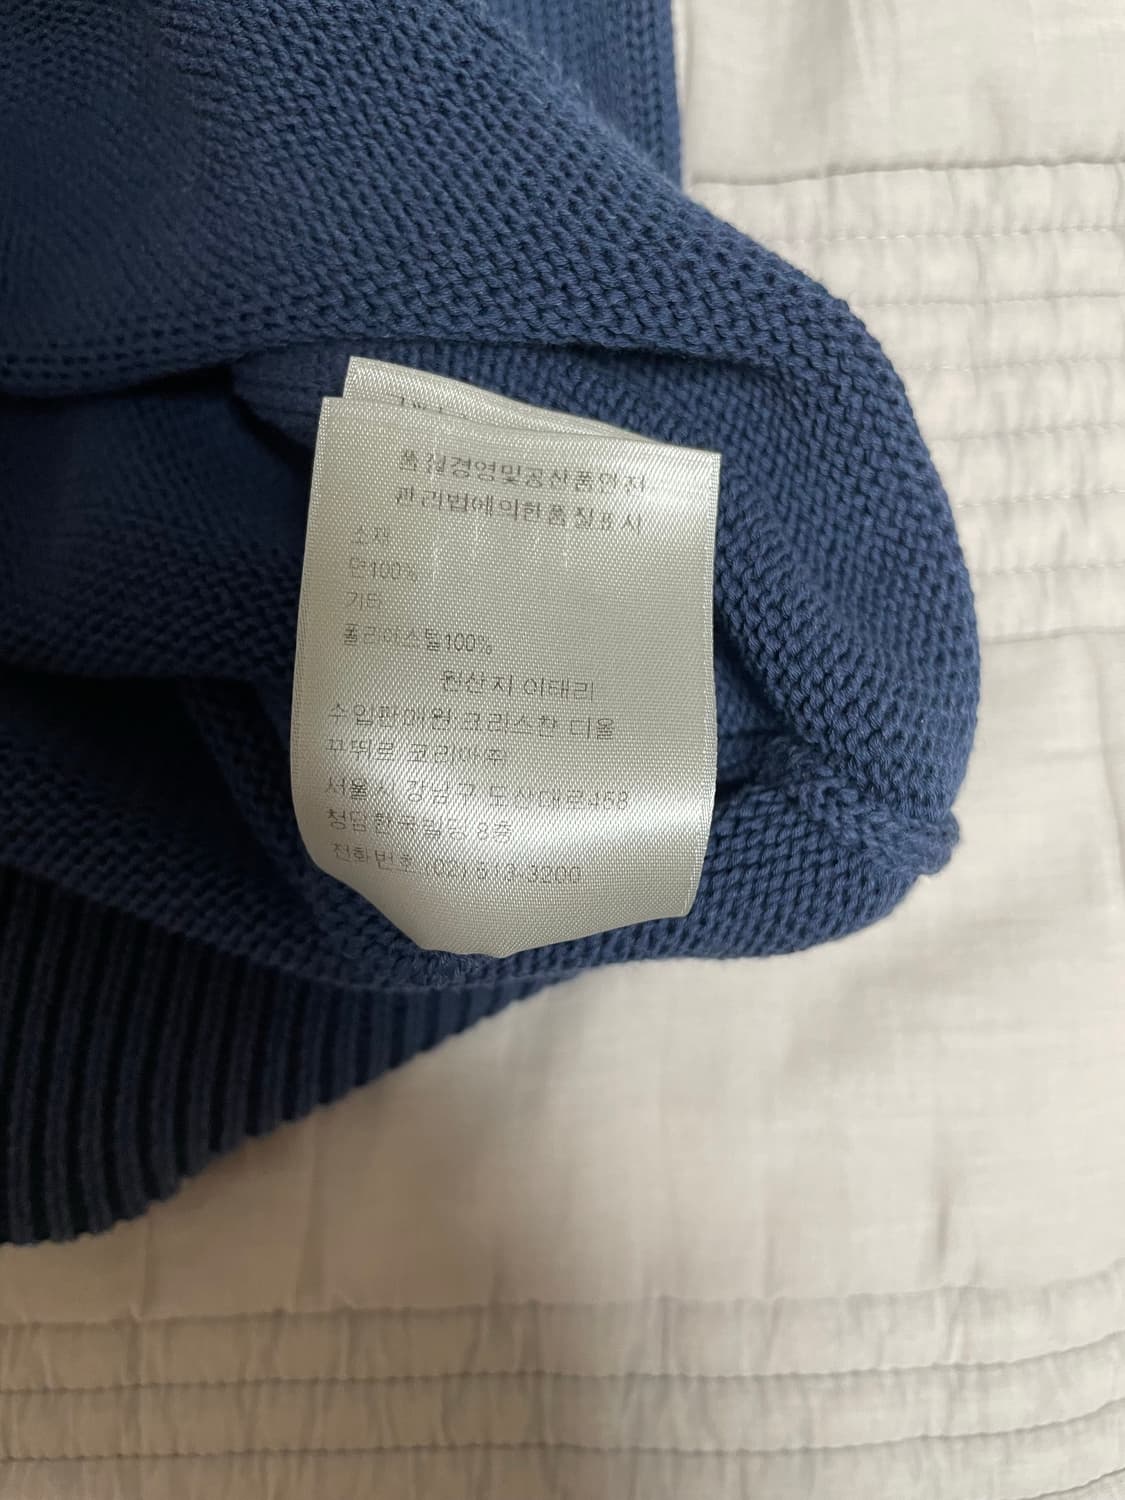 품질경영및공산품안전
관리법에의한품질표시
소재
면100%
기타
폴리에스텔100%
원산지 이태리
수입판매원 크리스챤 디올
꾸뛰르 코리아㈜
서울시 강남구 도산대로458
청담한국빌딩 8층
전화번호 02) 513-3200